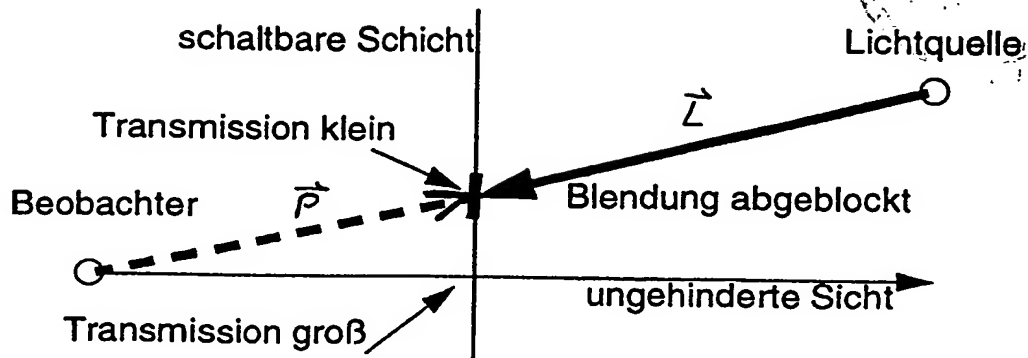 schaltbare Schicht
Lichtquelle
Transmission klein
L
Beobachter
P
Blendung abgeblockt
ungehinderte Sicht
Transmission groß